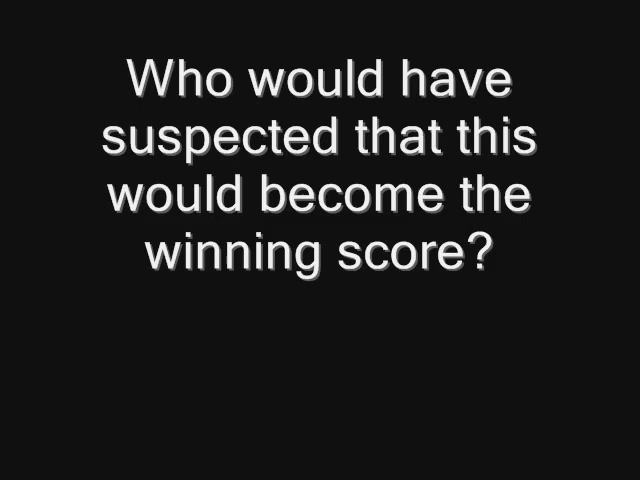 Who would have
suspected that this
would become the
winning score?